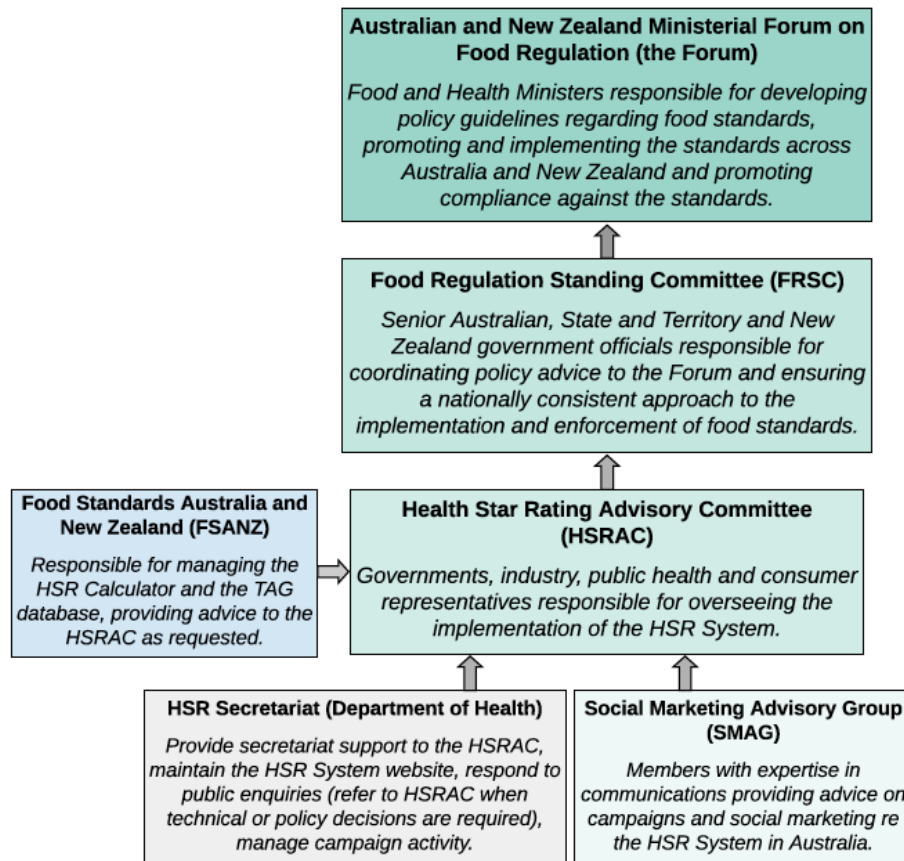 Australian and New Zealand Ministerial Forum on
Food Regulation (the Forum)
Food and Health Ministers responsible for developing
policy guidelines regarding food standards,
promoting and implementing the standards across
Australia and New Zealand and promoting
compliance against the standards.
Food Regulation Standing Committee (FRSC)
Senior Australian, State and Territory and New
Zealand government officials responsible for
coordinating policy advice to the Forum and ensuring
a nationally consistent approach to the
implementation and enforcement of food standards.
Food Standards Australia and
New Zealand (FSANZ)
Responsible for managing the
HSR Calculator and the TAG
database, providing advice to the
HSRAC as requested.
Health Star Rating Advisory Committee
(HSRAC)
Governments, industry, public health and consumer
representatives responsible for overseeing the
implementation of the HSR System.
HSR Secretariat (Department of Health)
Provide secretariat support to the HSRAC,
maintain the HSR System website, respond to
public enquiries (refer to HSRAC when
technical or policy decisions are required),
manage campaign activity.
Social Marketing Advisory Group
(SMAG)
Members with expertise in
communications providing advice on
campaigns and social marketing re
the HSR System in Australia.